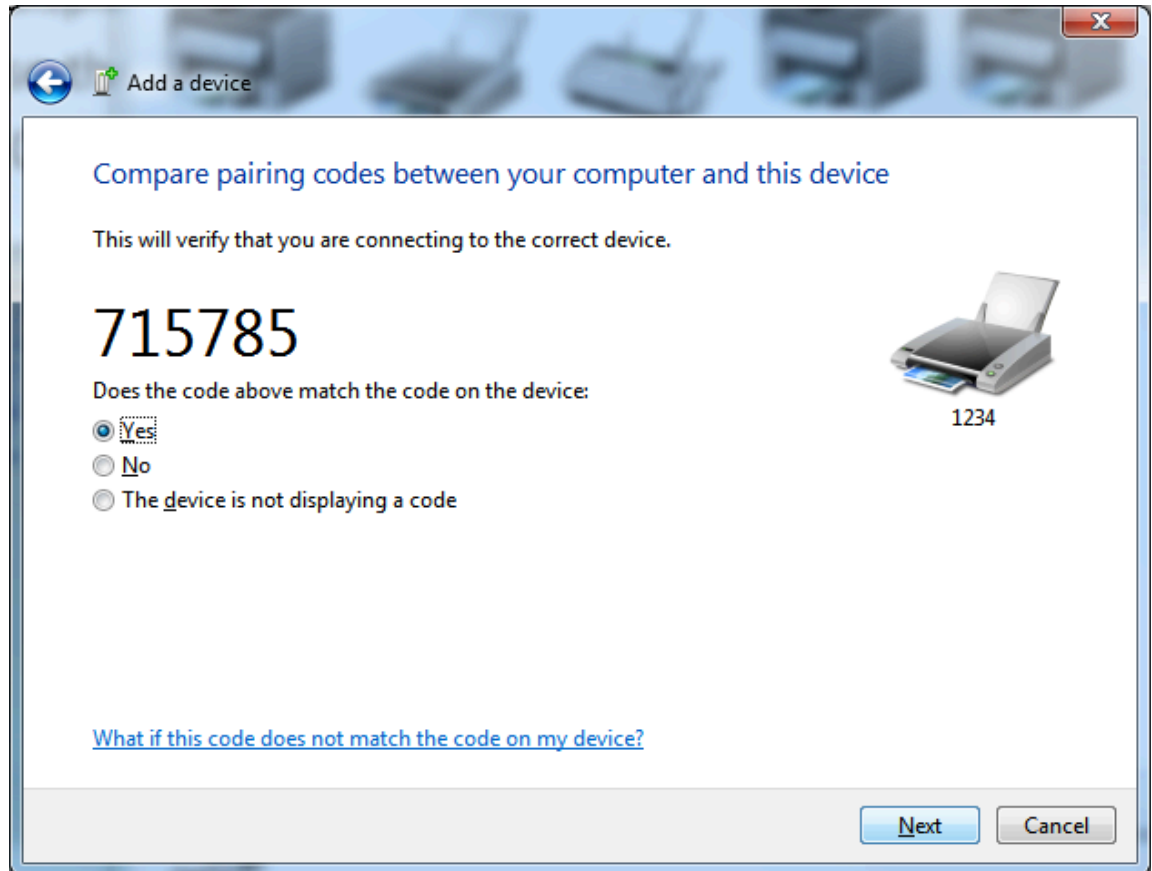 Add a device
Compare pairing codes between your computer and this device
This will verify that you are connecting to the correct device.
715785
Does the code above match the code on the device:
1234
Yes
No
The device is not displaying a code
What if this code does not match the code on my device?
Next
Cancel